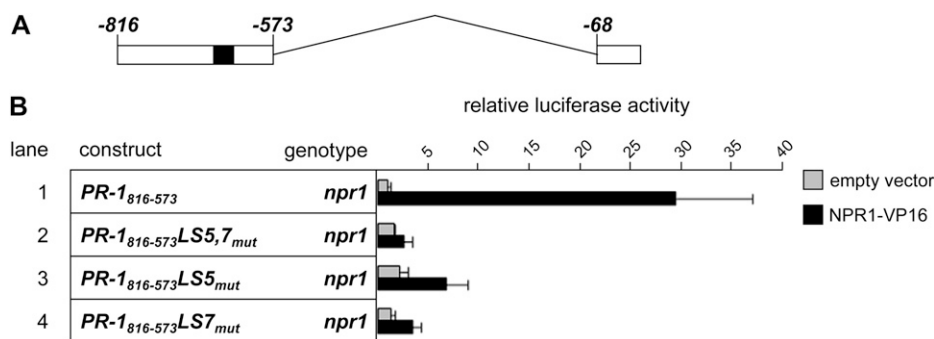 A
-816 -573 -68
B
relative luciferase activity
lane construct genotype
5 10 15 20 25 30 35 40
1 PR-1816-573 npr1
2 PR-1816-573LS5,7mut npr1
3 PR-1816-573LS5mut npr1
4 PR-1816-573LS7mut npr1
empty vector
NPR1-VP16